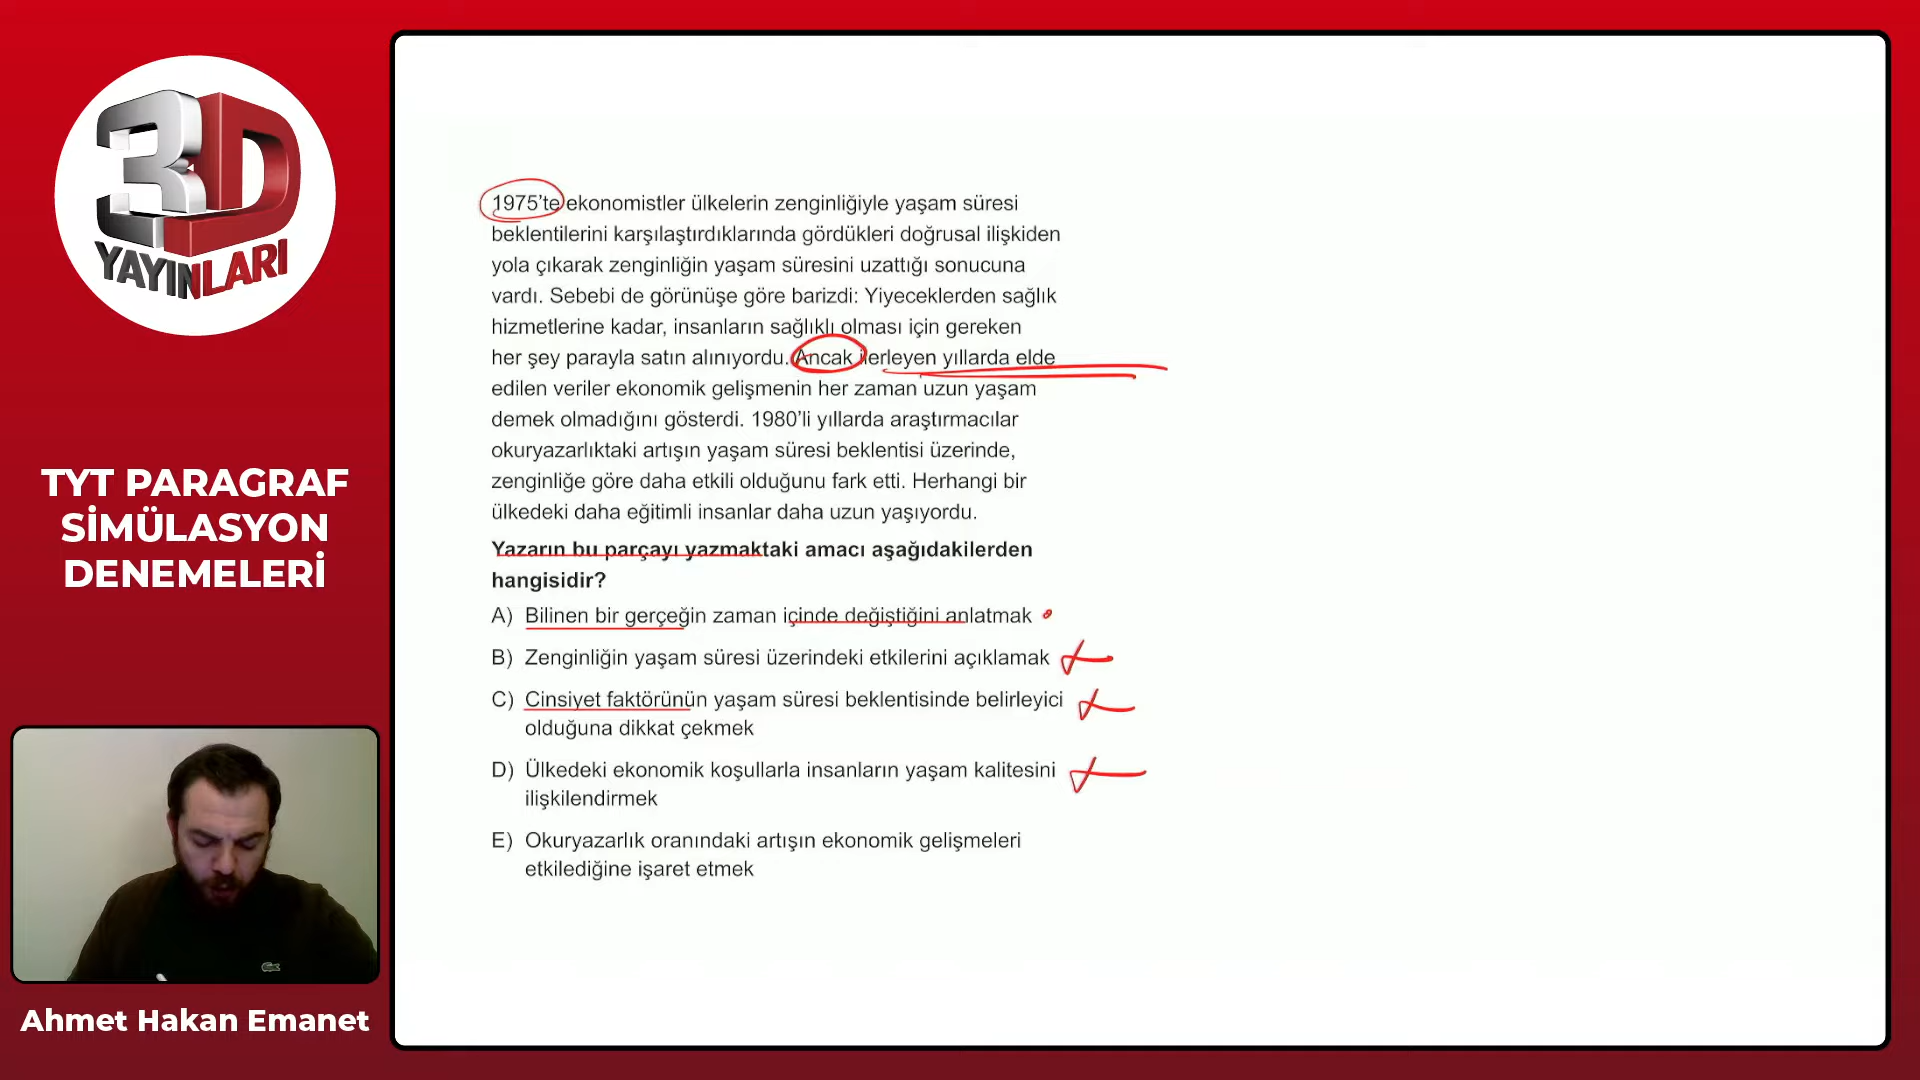 3D
YAYINLARI
TYT PARAGRAF
SİMÜLASYON
DENEMELERİ
Ahmet Hakan Emanet
1975'te ekonomistler ülkelerin zenginliğiyle yaşam süresi
beklentilerini karşılaştırdıklarında gördükleri doğrusal ilişkiden
yola çıkarak zenginliğin yaşam süresini uzattığı sonucuna
vardı. Sebebi de görünüşe göre barizdi: Yiyeceklerden sağlık
hizmetlerine kadar, insanların sağlıklı olması için gereken
her şey parayla satın alınıyordu. Ancak ilerleyen yıllarda elde
edilen veriler ekonomik gelişmenin her zaman uzun yaşam
demek olmadığını gösterdi. 1980'li yıllarda araştırmacılar
okuryazarlıktaki artışın yaşam süresi beklentisi üzerinde,
zenginliğe göre daha etkili olduğunu fark etti. Herhangi bir
ülkedeki daha eğitimli insanlar daha uzun yaşıyordu.
Yazarın bu parçayı yazmaktaki amacı aşağıdakilerden
hangisidir?
A) Bilinen bir gerçeğin zaman içinde değiştiğini anlatmak
B) Zenginliğin yaşam süresi üzerindeki etkilerini açıklamak
C) Cinsiyet faktörünün yaşam süresi beklentisinde belirleyici
olduğuna dikkat çekmek
D) Ülkedeki ekonomik koşullarla insanların yaşam kalitesini
ilişkilendirmek
E) Okuryazarlık oranındaki artışın ekonomik gelişmeleri
etkilediğine işaret etmek